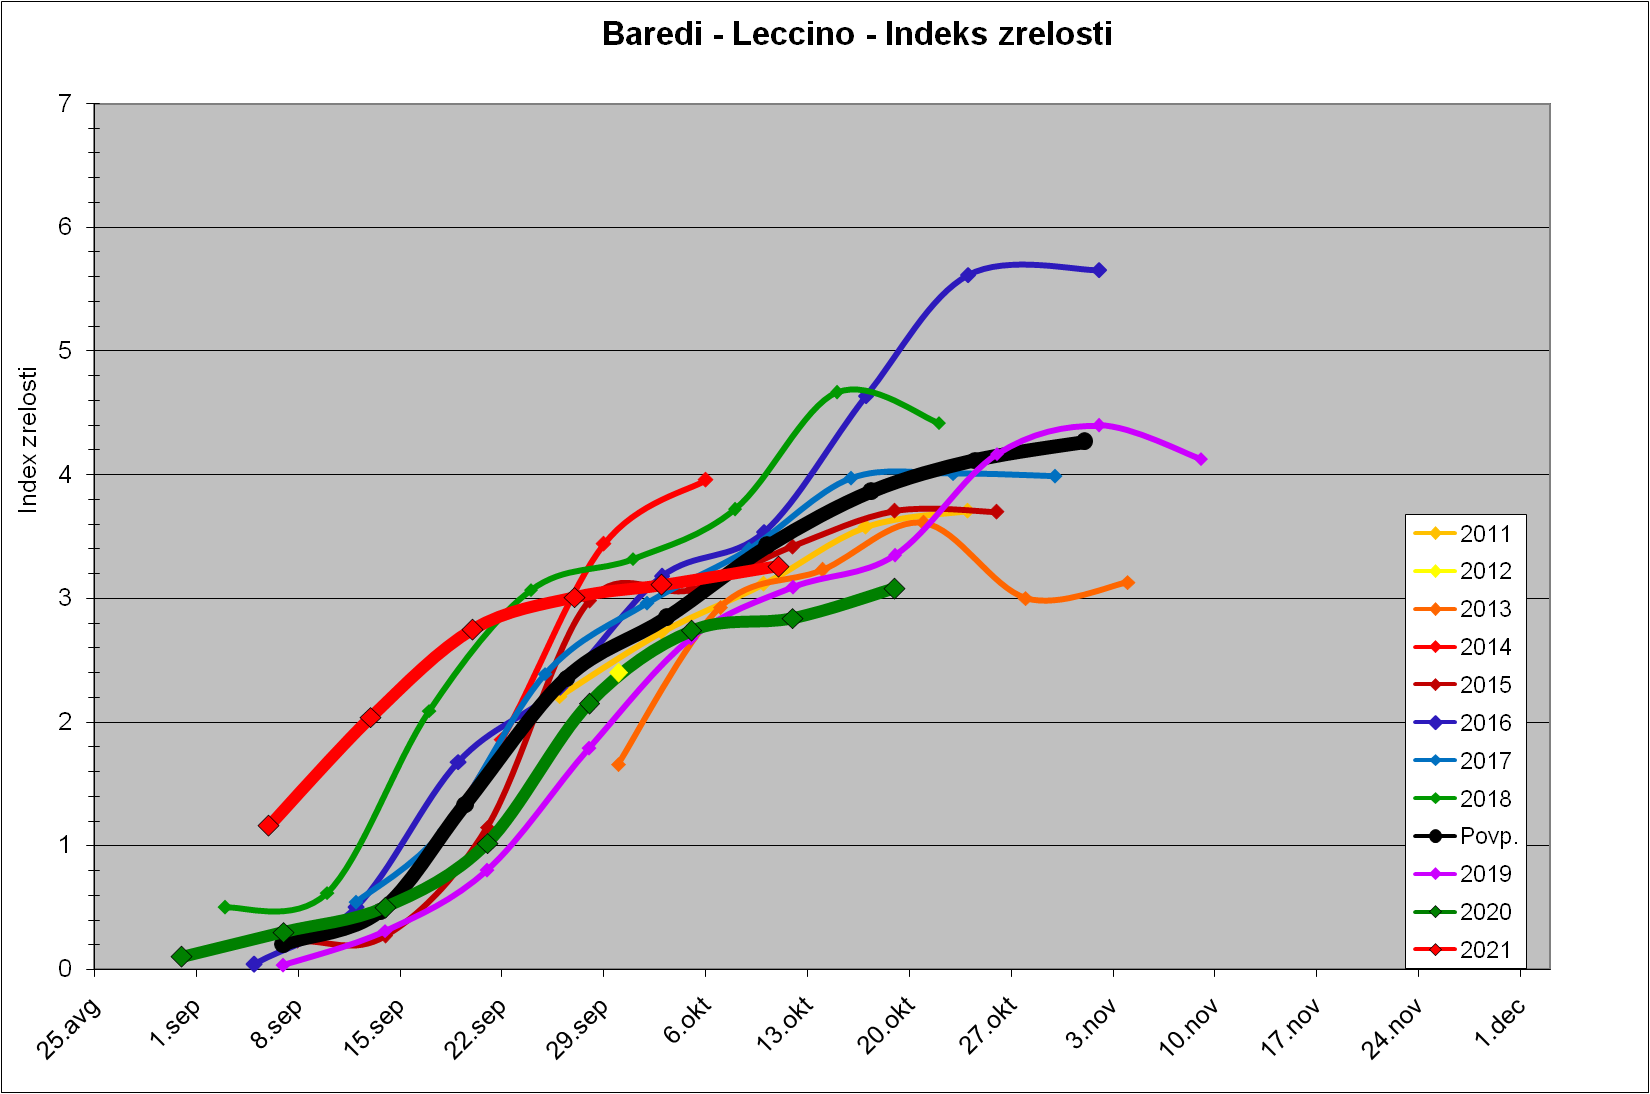 Baredi - Leccino - Indeks zrelosti
Index zrelosti
7
6
5
4
3
2
1
0
25.avg
1.sep
8.sep
15.sep
22.sep
29.sep
6.okt
13.okt
20.okt
27.okt
3.nov
10.nov
17.nov
24.nov
1.dec
2011
2012
2013
2014
2015
2016
2017
2018
Povp.
2019
2020
2021